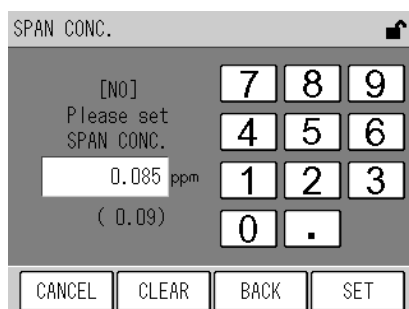 SPAN CONC.
[NO]
Please set
SPAN CONC.
0.085 ppm
( 0.09)
7 8 9
4 5 6
1 2 3
0 .
CANCEL CLEAR BACK SET